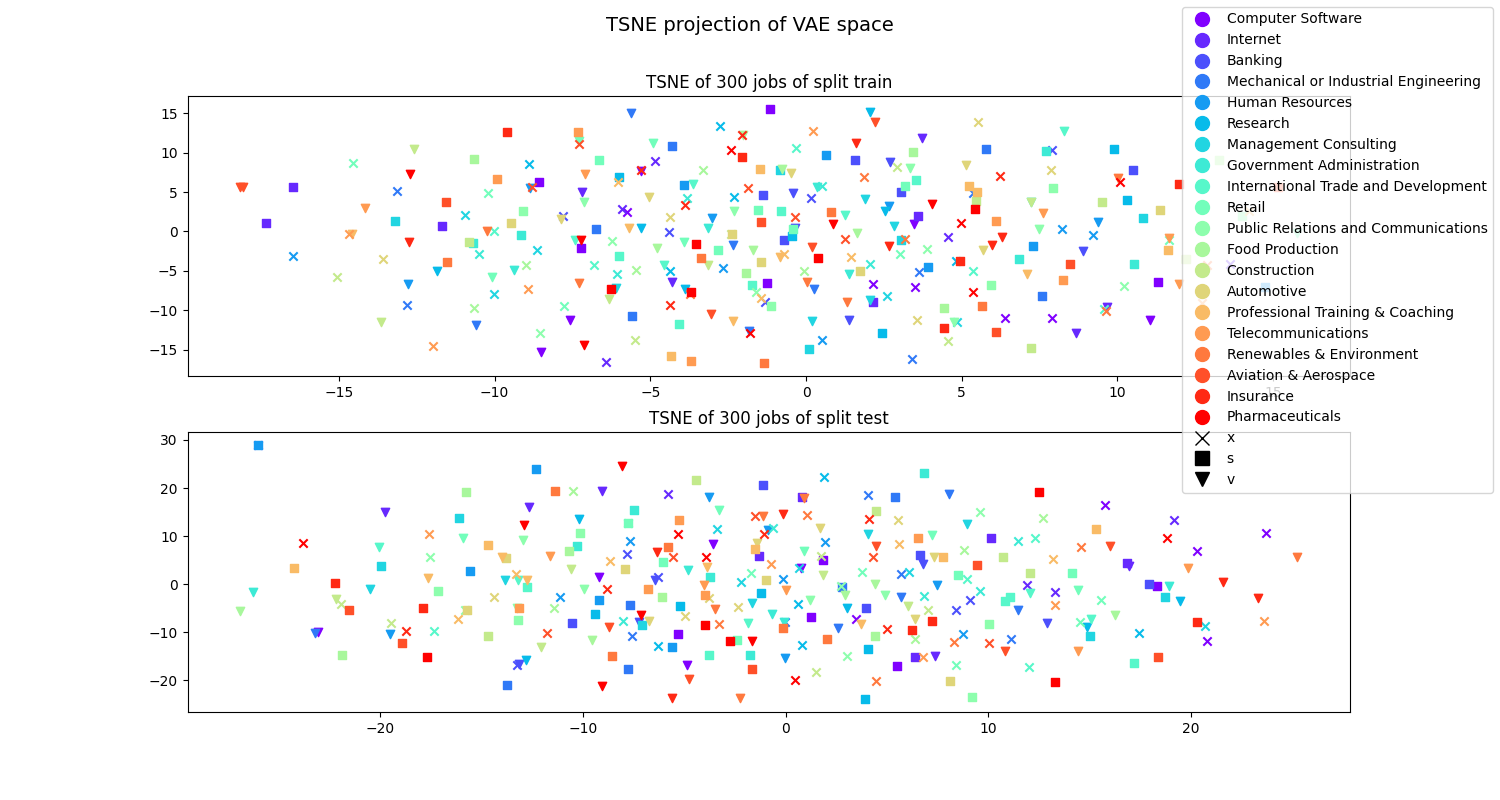 TSNE projection of VAE space
TSNE of 300 jobs of split train
15
10
5
0
−5
−10
−15
−15
−10
−5
0
5
10
15
TSNE of 300 jobs of split test
30
20
10
0
−10
−20
−20
−10
0
10
20
Computer Software
Internet
Banking
Mechanical or Industrial Engineering
Human Resources
Research
Management Consulting
Government Administration
International Trade and Development
Retail
Public Relations and Communications
Food Production
Construction
Automotive
Professional Training & Coaching
Telecommunications
Renewables & Environment
Aviation & Aerospace
Insurance
Pharmaceuticals
x
s
v